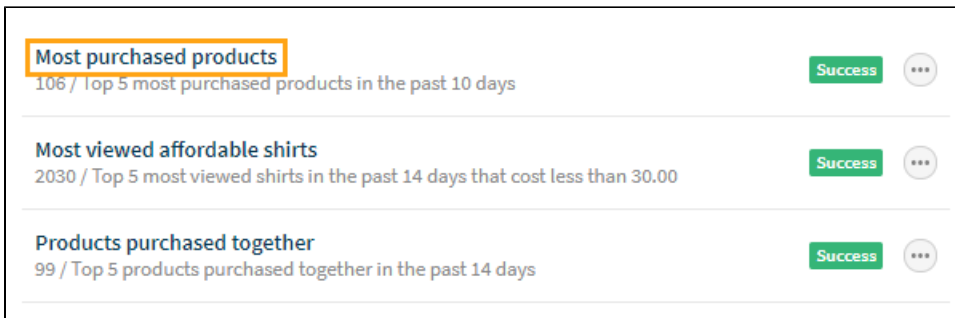 Most purchased products
106 / Top 5 most purchased products in the past 10 days
Success
Most viewed affordable shirts
2030 / Top 5 most viewed shirts in the past 14 days that cost less than 30.00
Success
Products purchased together
99 / Top 5 products purchased together in the past 14 days
Success